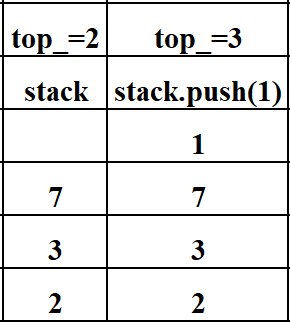 top_=2 top_=3
stack stack.push(1)
1
7 7
3 3
2 2